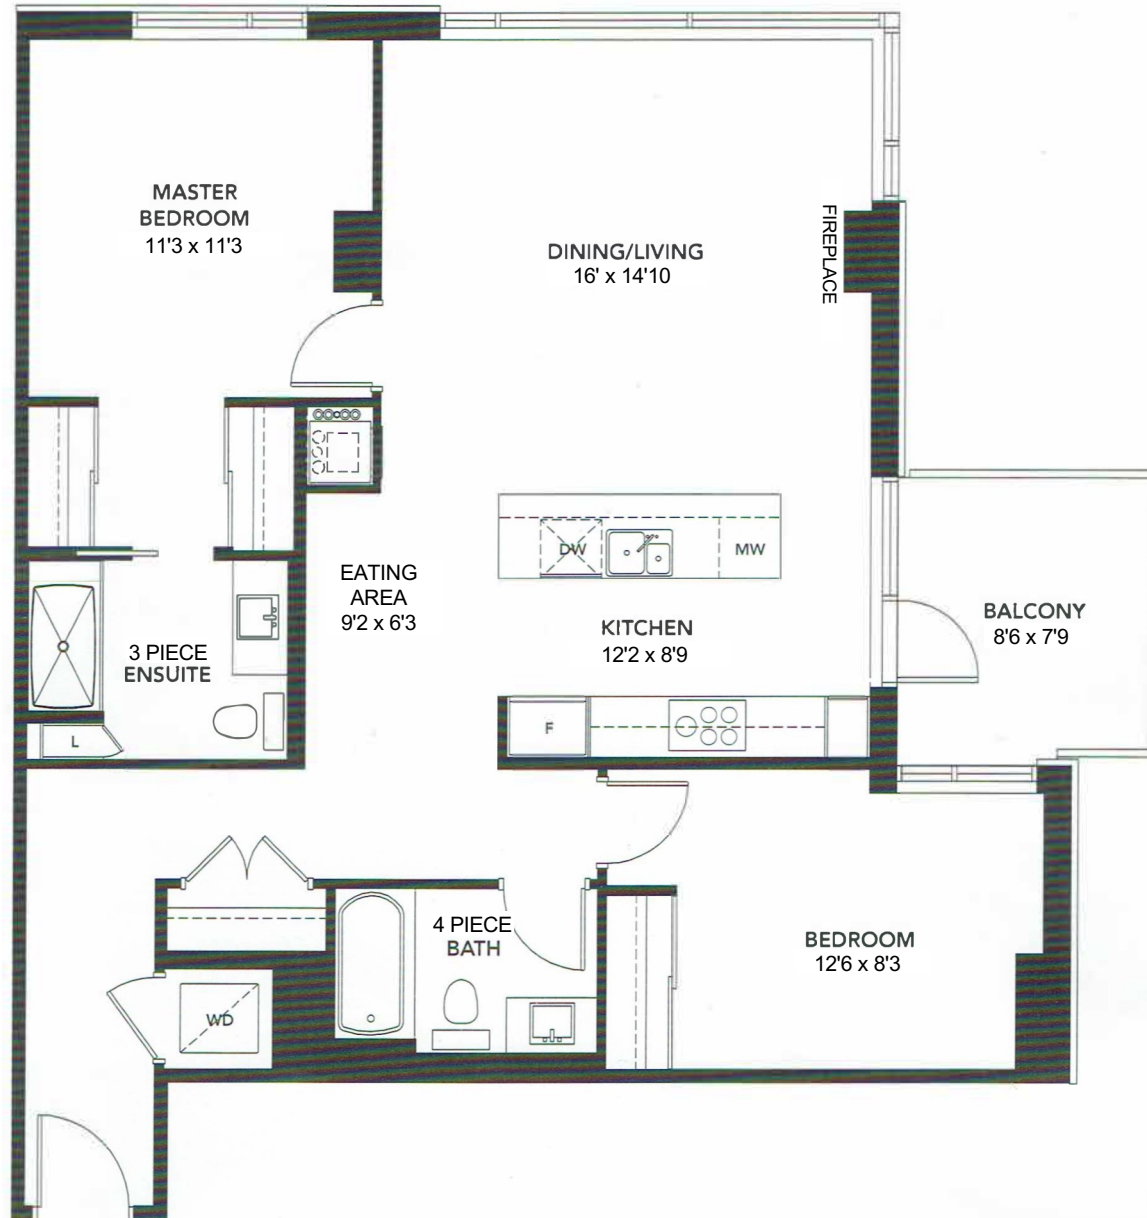 MASTER
BEDROOM
11'3 x 11'3
DINING/LIVING
16' x 14'10
FIREPLACE
DW
MW
EATING
AREA
9'2 x 6'3
KITCHEN
12'2 x 8'9
BALCONY
8'6 x 7'9
3 PIECE
ENSUITE
L
F
4 PIECE
BATH
BEDROOM
12'6 x 8'3
WD